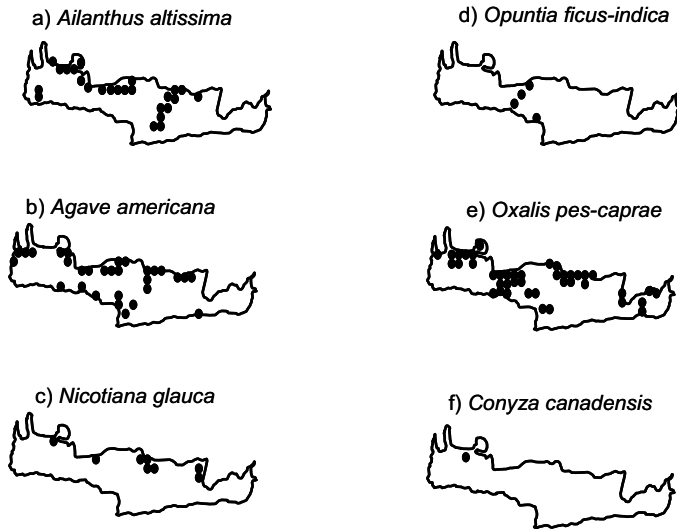 a) Ailanthus altissima
b) Agave americana
c) Nicotiana glauca
d) Opuntia ficus-indica
e) Oxalis pes-caprae
f) Conyza canadensis